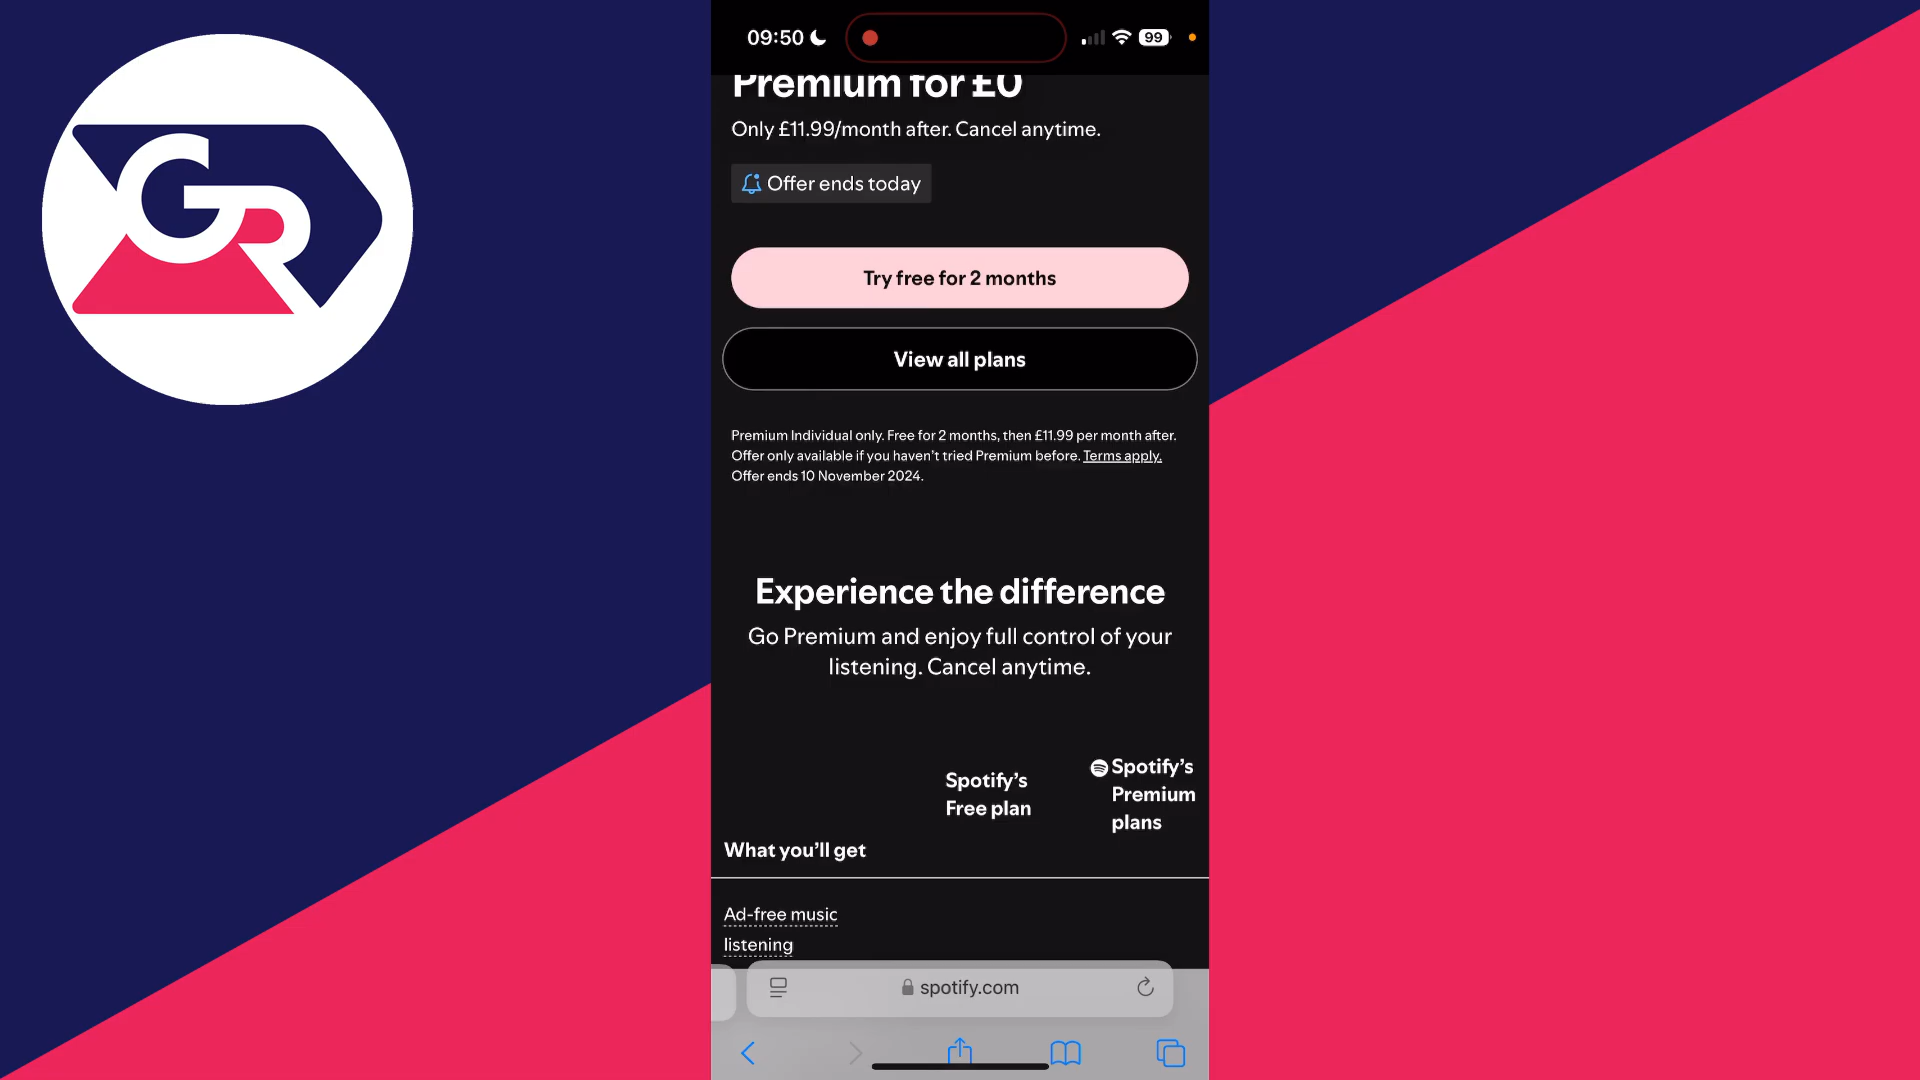 GR
09:50
99
Premium for £0
Only £11.99/month after. Cancel anytime.
Offer ends today
Try free for 2 months
View all plans
Premium Individual only. Free for 2 months, then £11.99 per month after.
Offer only available if you haven't tried Premium before. Terms apply.
Offer ends 10 November 2024.
Experience the difference
Go Premium and enjoy full control of your
listening. Cancel anytime.
Spotify's
Free plan
Spotify's
Premium
plans
What you'll get
Ad-free music
listening
spotify.com